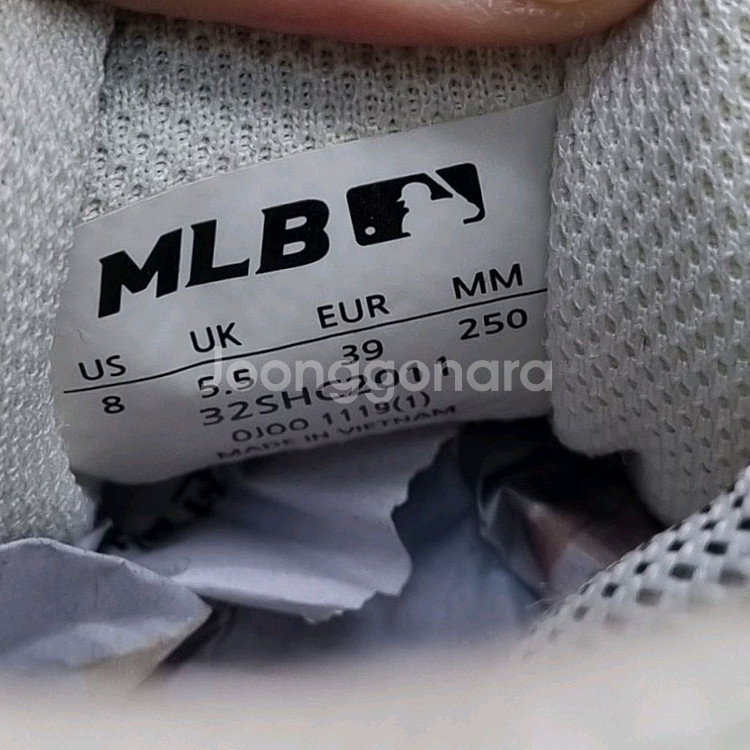 MLB
US UK EUR MM
8 5.5 39 250
Joonggonara
32SHC2011
0J00 1119(1)
MADE IN VIETNAM